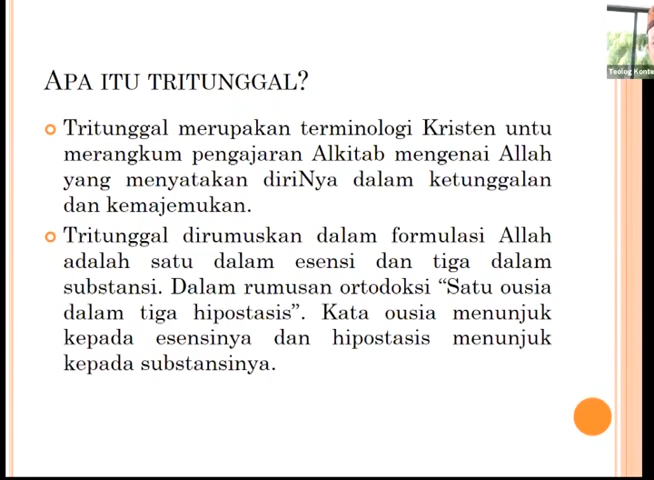 APA ITU TRITUNGGAL?
Tritunggal merupakan terminologi Kristen untu
merangkum pengajaran Alkitab mengenai Allah
yang menyatakan diriNya dalam ketunggalan
dan kemajemukan.
Tritunggal dirumuskan dalam formulasi Allah
adalah satu dalam esensi dan tiga dalam
substansi. Dalam rumusan ortodoksi “Satu ousia
dalam tiga hipostasis”. Kata ousia menunjuk
kepada esensinya dan hipostasis menunjuk
kepada substansinya.
Teolog Konte